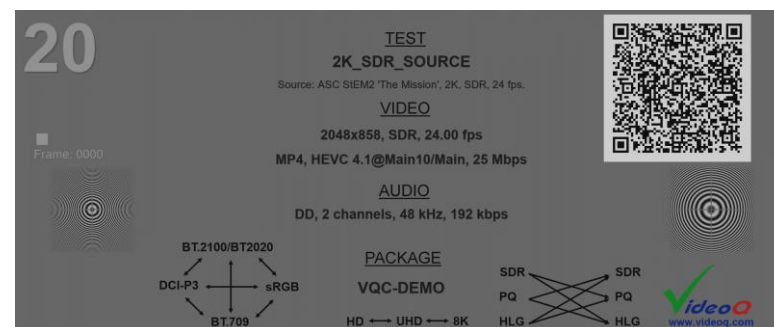 20
TEST
2K_SDR_SOURCE
Source: ASC StEM2 'The Mission', 2K, SDR, 24 fps.
VIDEO
2048x858, SDR, 24.00 fps
MP4, HEVC 4.1@Main10/Main, 25 Mbps
Frame: 0000
AUDIO
DD, 2 channels, 48 kHz, 192 kbps
BT.2100/BT2020
DCI-P3
sRGB
BT.709
PACKAGE
VQC-DEMO
HD UHD 8K
SDR SDR
PQ PQ
HLG HLG
VideoQ
www.videoq.com